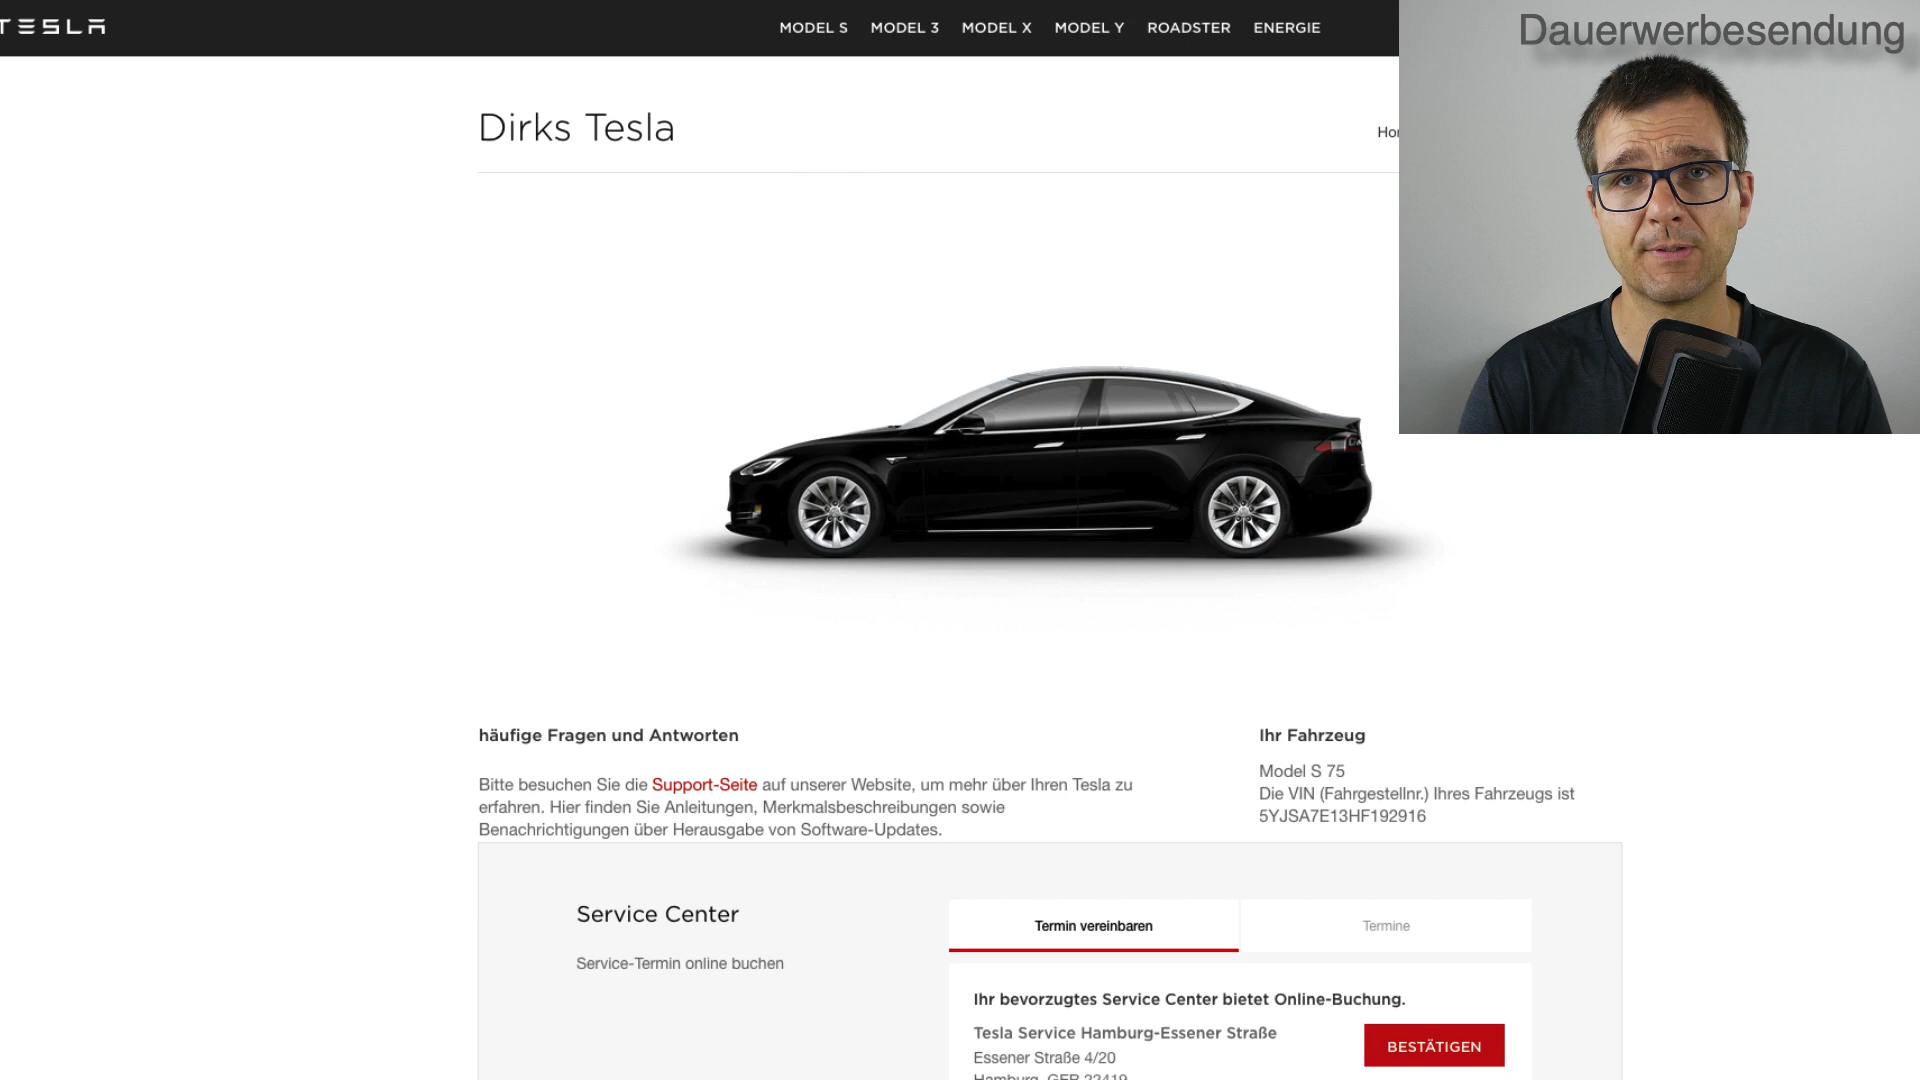 TESLA
MODEL S MODEL 3 MODEL X MODEL Y ROADSTER ENERGIE
Dauerwerbesendung
Dirks Tesla
häufige Fragen und Antworten
Bitte besuchen Sie die Support-Seite auf unserer Website, um mehr über Ihren Tesla zu
erfahren. Hier finden Sie Anleitungen, Merkmalsbeschreibungen sowie
Benachrichtigungen über Herausgabe von Software-Updates.
Ihr Fahrzeug
Model S 75
Die VIN (Fahrgestellnr.) Ihres Fahrzeugs ist
5YJSA7E13HF192916
Service Center
Service-Termin online buchen
Termin vereinbaren
Termine
Ihr bevorzugtes Service Center bietet Online-Buchung.
Tesla Service Hamburg-Essener Straße
Essener Straße 4/20
Hamburg, GER 22419
BESTÄTIGEN